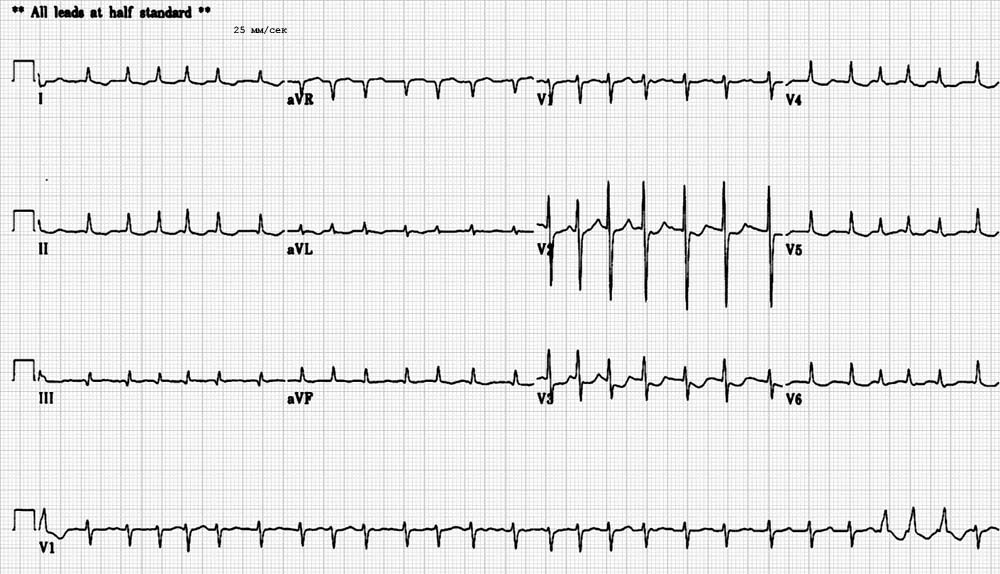 ** All leads at half standard **
25 мм/сек
I
aVR
V1
V4
II
aVL
V2
V5
III
aVF
V3
V6
V1